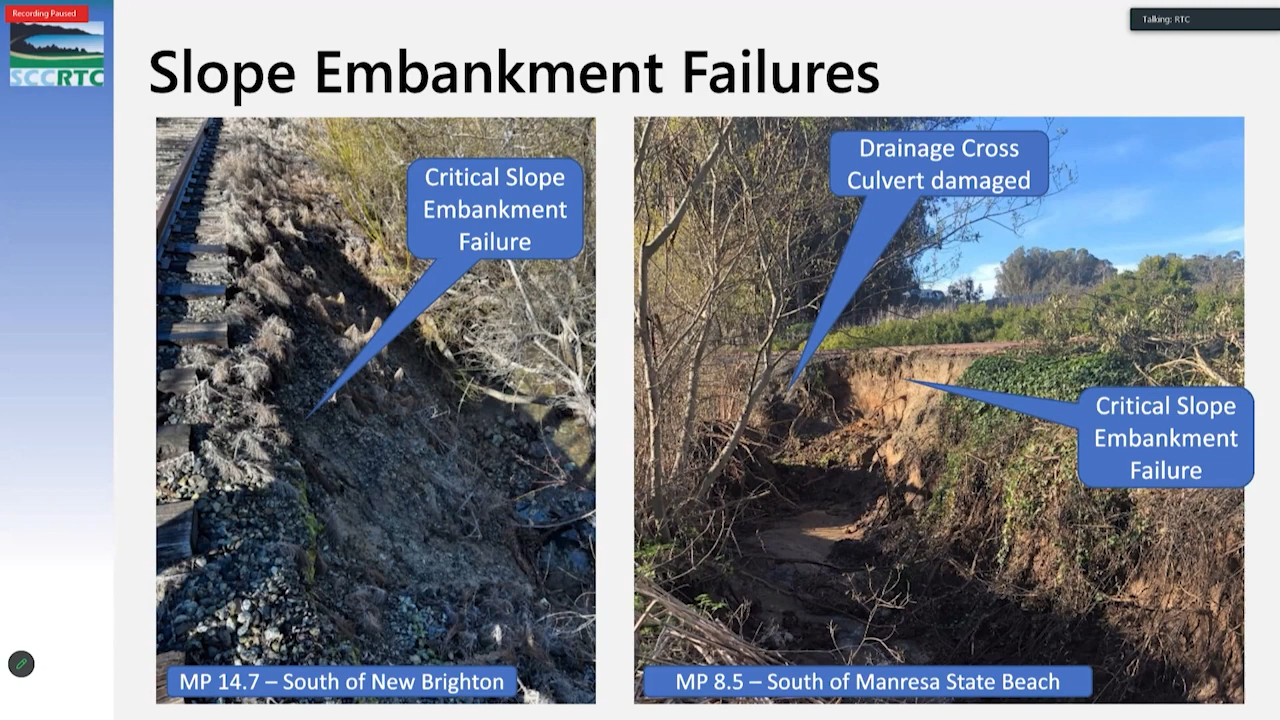 Recording Paused
Talking: RTC
SCCRTC
Slope Embankment Failures
Critical Slope
Embankment
Failure
Drainage Cross
Culvert damaged
Critical Slope
Embankment
Failure
MP 14.7 – South of New Brighton
MP 8.5 – South of Manresa State Beach